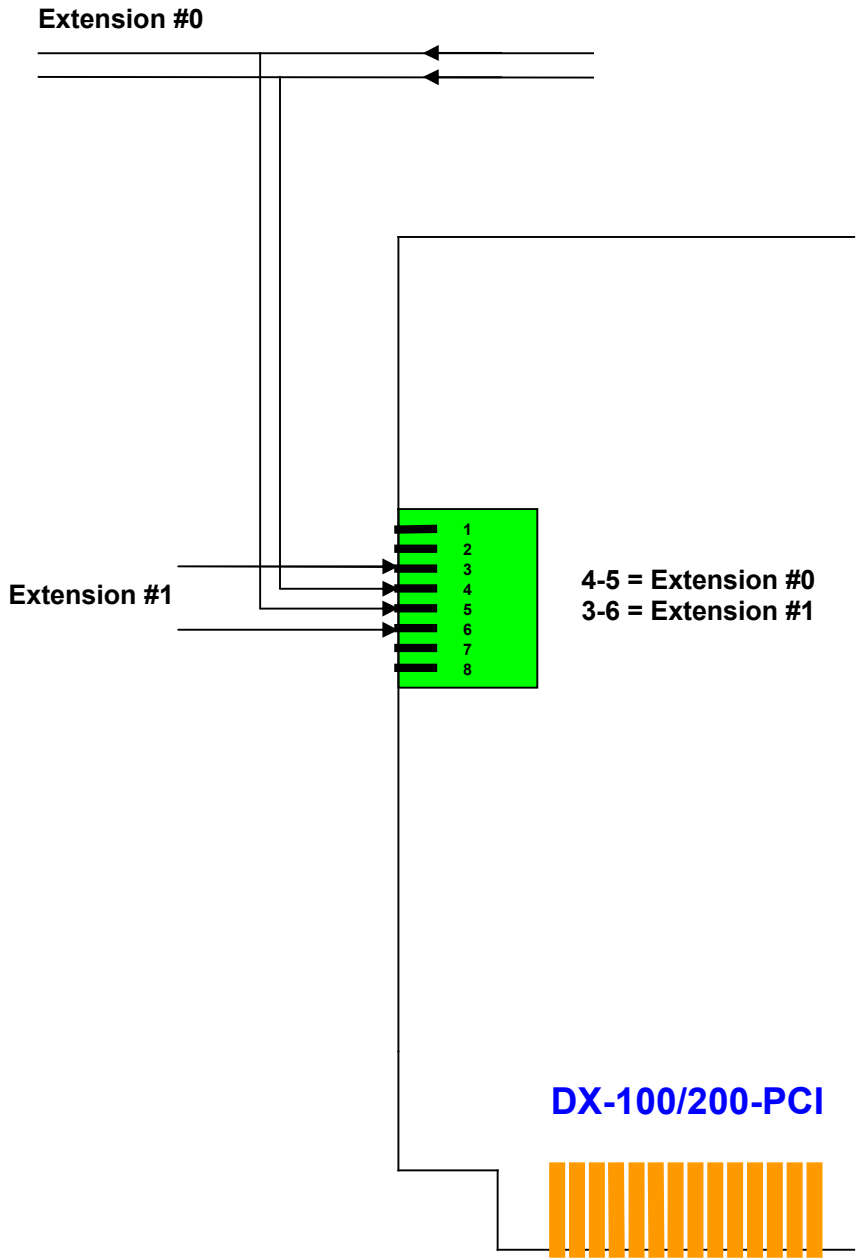 Extension #0
1
2
3
4
5
6
7
8
Extension #1
4-5 = Extension #0
3-6 = Extension #1
DX-100/200-PCI